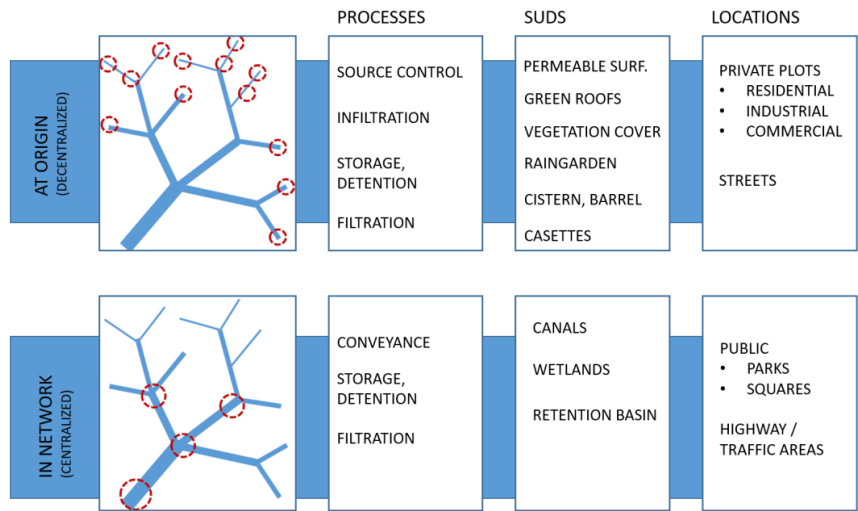 PROCESSES
SUDS
LOCATIONS
AT ORIGIN
(DECENTRALIZED)
SOURCE CONTROL
INFILTRATION
STORAGE,
DETENTION
FILTRATION
PERMEABLE SURF.
GREEN ROOFS
VEGETATION COVER
RAINGARDEN
CISTERN, BARREL
CASETTES
PRIVATE PLOTS
• RESIDENTIAL
• INDUSTRIAL
• COMMERCIAL
STREETS
IN NETWORK
(CENTRALIZED)
CONVEYANCE
STORAGE,
DETENTION
FILTRATION
CANALS
WETLANDS
RETENTION BASIN
PUBLIC
• PARKS
• SQUARES
HIGHWAY /
TRAFFIC AREAS